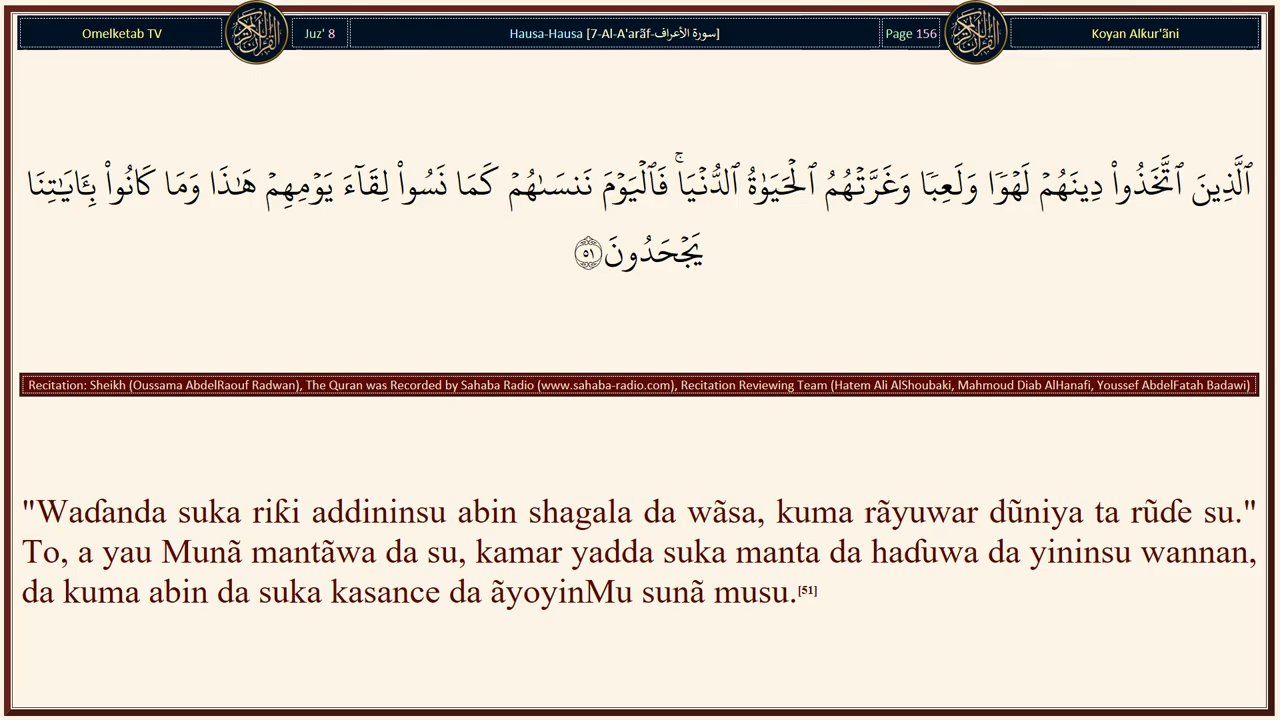 Omelketab TV
Juz' 8
Hausa-Hausa [7-Al-A'arãf-سورة الأعراف]
Page 156
Koyan Alƙur'ãni
ٱلَّذِينَ ٱتَّخَذُواْ دِينَهُمۡ لَهۡوٗا وَلَعِبٗا وَغَرَّتۡهُمُ ٱلۡحَيَوٰةُ ٱلدُّنۡيَاۚ فَٱلۡيَوۡمَ نَنسَىٰهُمۡ كَمَا نَسُواْ لِقَآءَ يَوۡمِهِمۡ هَٰذَا وَمَا كَانُواْ بِـَٔايَٰتِنَا
يَجۡحَدُونَ ٥١
Recitation: Sheikh (Oussama AbdelRaouf Radwan), The Quran was Recorded by Sahaba Radio (www.sahaba-radio.com), Recitation Reviewing Team (Hatem Ali AlShoubaki, Mahmoud Diab AlHanafi, Youssef AbdelFatah Badawi)
"Waɗanda suka riƙi addininsu abin shagala da wãsa, kuma rãyuwar dũniya ta rũɗe su."
To, a yau Munã mantãwa da su, kamar yadda suka manta da haɗuwa da yininsu wannan,
da kuma abin da suka kasance da ãyoyinMu sunã musu.[51]